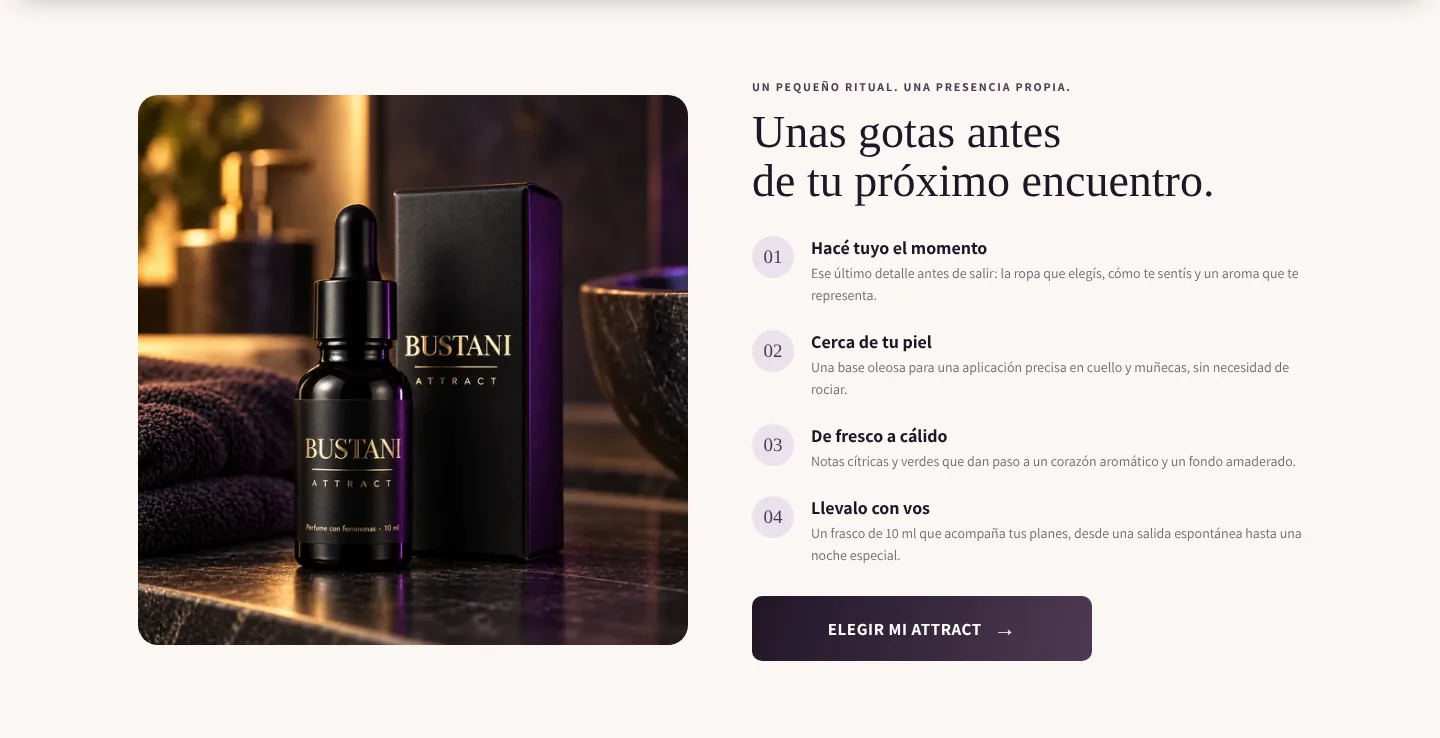 UN PEQUEÑO RITUAL. UNA PRESENCIA PROPIA.
Unas gotas antes
de tu próximo encuentro.
01
Hacé tuyo el momento
Ese último detalle antes de salir: la ropa que elegís, cómo te sentís y un aroma que te
representa.
02
Cerca de tu piel
Una base oleosa para una aplicación precisa en cuello y muñecas, sin necesidad de
rociar.
03
De fresco a cálido
Notas cítricas y verdes que dan paso a un corazón aromático y un fondo amaderado.
04
Llevalo con vos
Un frasco de 10 ml que acompaña tus planes, desde una salida espontánea hasta una
noche especial.
ELEGIR MI ATTRACT →
BUSTANI
ATTRACT
BUSTANI
ATTRACT
Perfume con feromonas · 10 ml